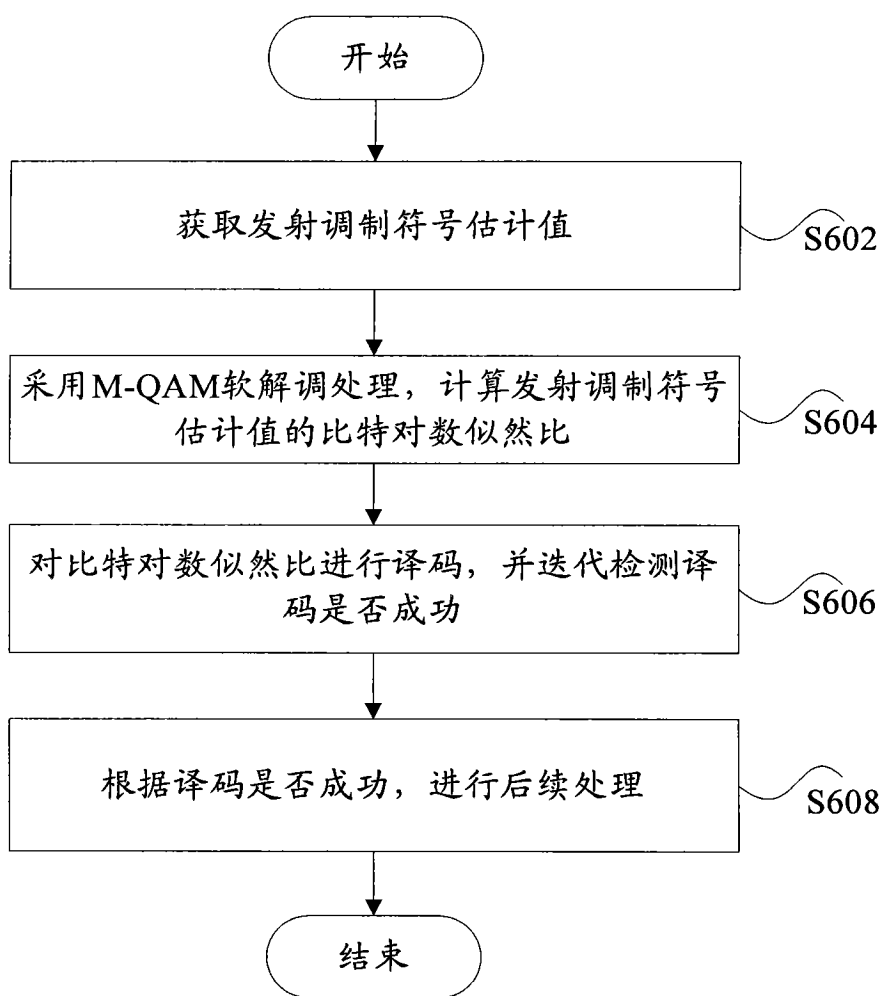 开始
获取发射调制符号估计值
S602
采用M-QAM软解调处理，计算发射调制符号
估计值的比特对数似然比
S604
对比特对数似然比进行译码，并迭代检测译
码是否成功
S606
根据译码是否成功，进行后续处理
S608
结束